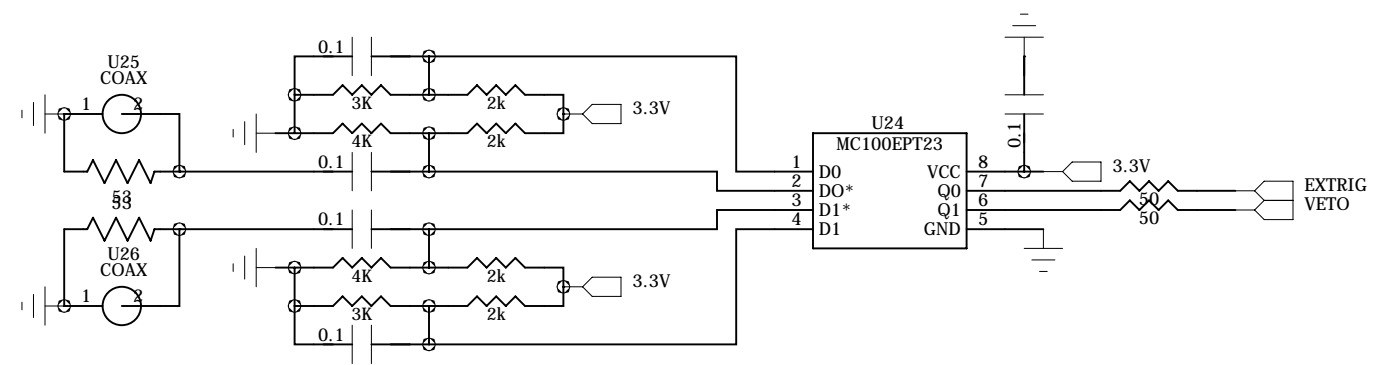 U25
COAX
1 2
53
53
U26
COAX
1 2
0.1
3K 2k
4K 2k
3.3V
0.1
0.1
4K 2k
3K 2k
3.3V
0.1
U24
MC100EPT23
1 D0 VCC 8
2 DO* Q0 7
3 D1* Q1 6
4 D1 GND 5
0.1
3.3V
50
50
EXTRIG
VETO